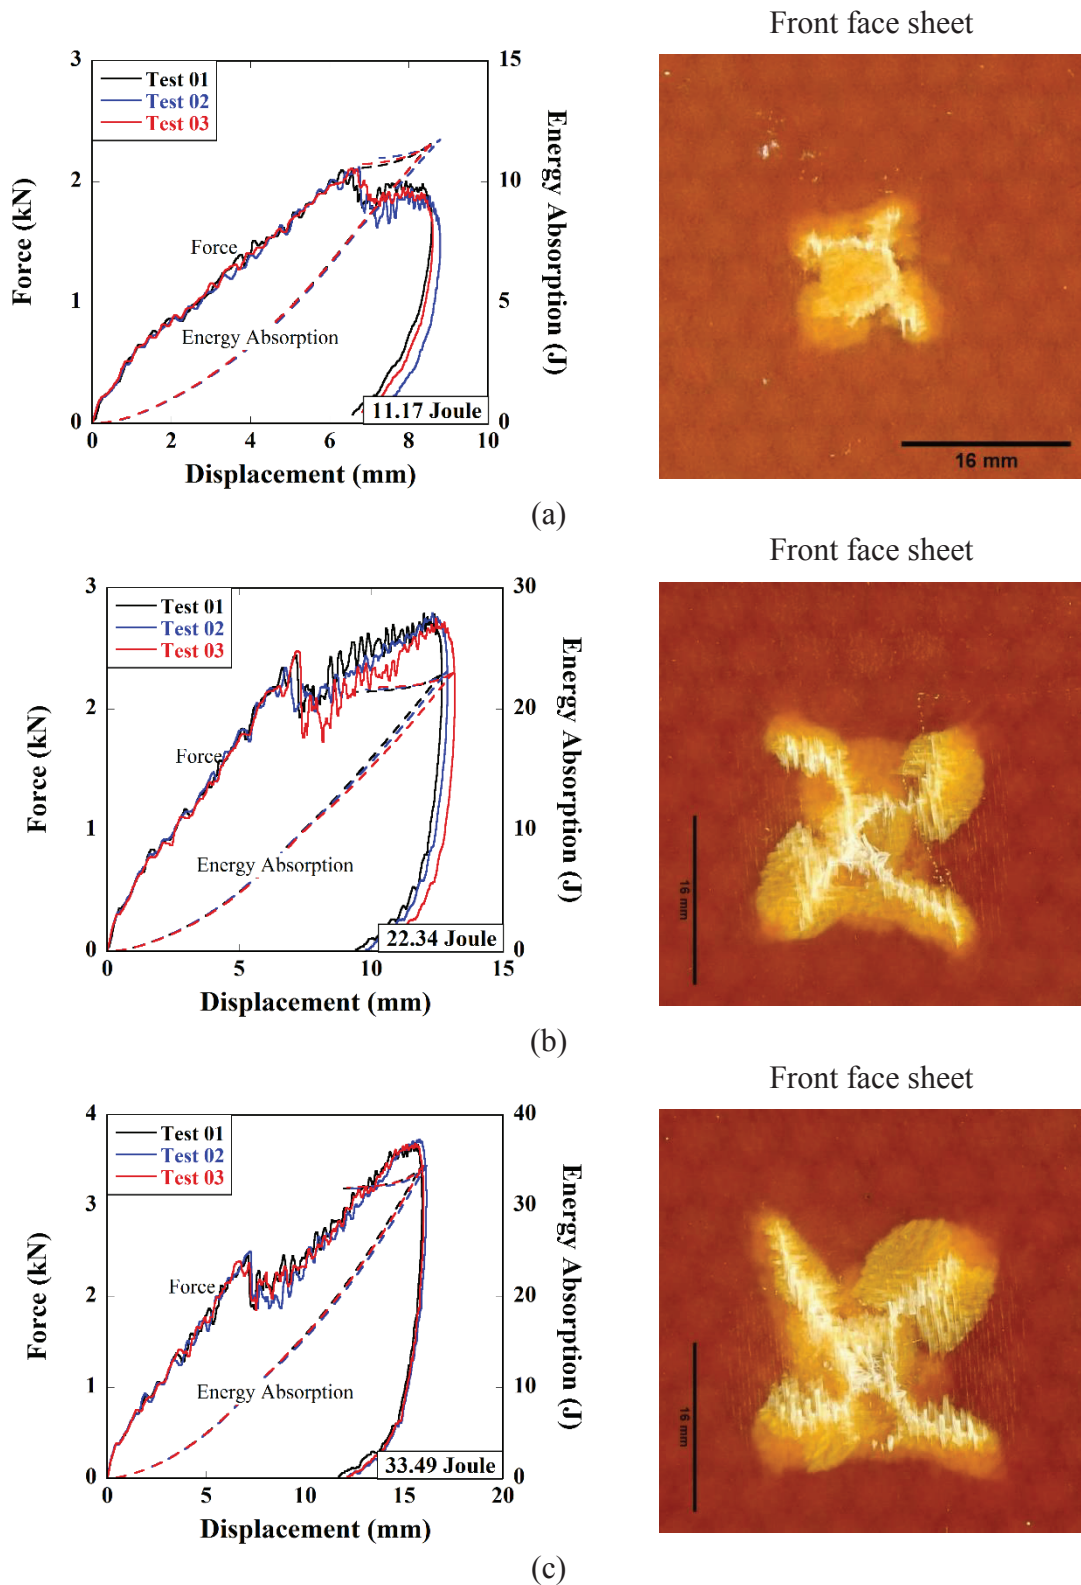 Front face sheet
3
15
Test 01
Test 02
Test 03
2
10
Force
1
5
Energy Absorption
0
0
11.17 Joule
0
2
4
6
8
10
Force (kN)
Energy Absorption (J)
Displacement (mm)
16 mm
(a)
Front face sheet
3
30
Test 01
Test 02
Test 03
2
20
Force
1
10
Energy Absorption
0
0
22.34 Joule
0
5
10
15
Force (kN)
Energy Absorption (J)
Displacement (mm)
16 mm
(b)
Front face sheet
4
40
Test 01
Test 02
Test 03
3
30
2
20
Force
1
10
Energy Absorption
0
0
33.49 Joule
0
5
10
15
20
Force (kN)
Energy Absorption (J)
Displacement (mm)
16 mm
(c)